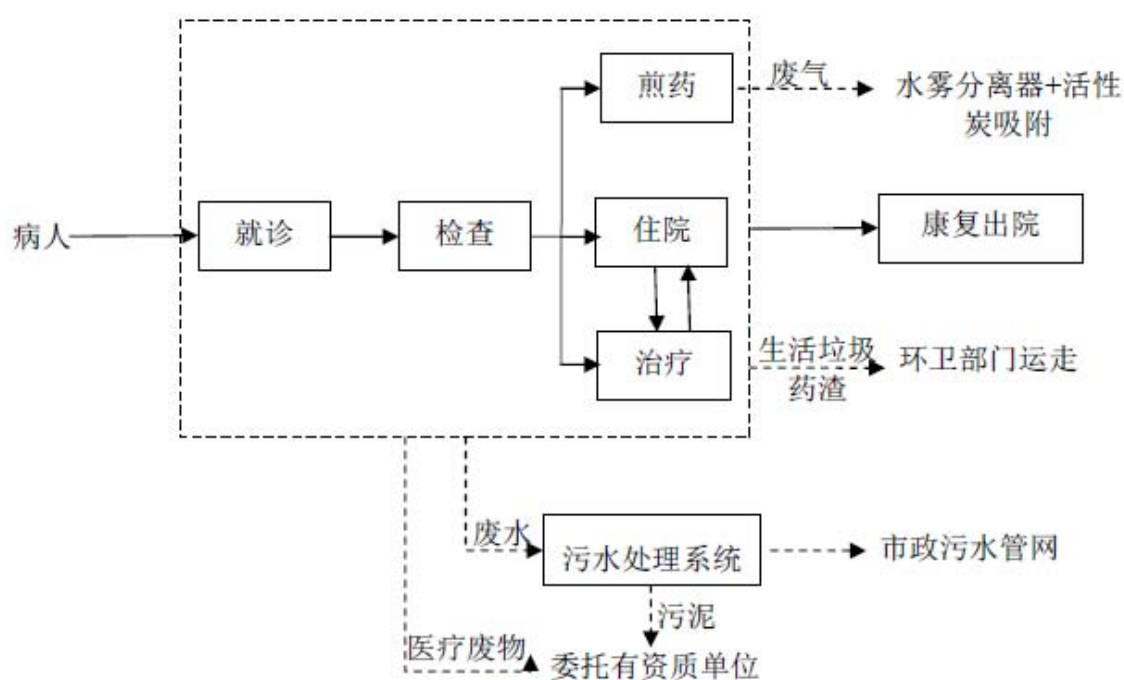 煎药
废气
水雾分离器+活性
炭吸附
病人
就诊
检查
住院
康复出院
治疗
生活垃圾
药渣
环卫部门运走
废水
污水处理系统
市政污水管网
污泥
医疗废物
委托有资质单位